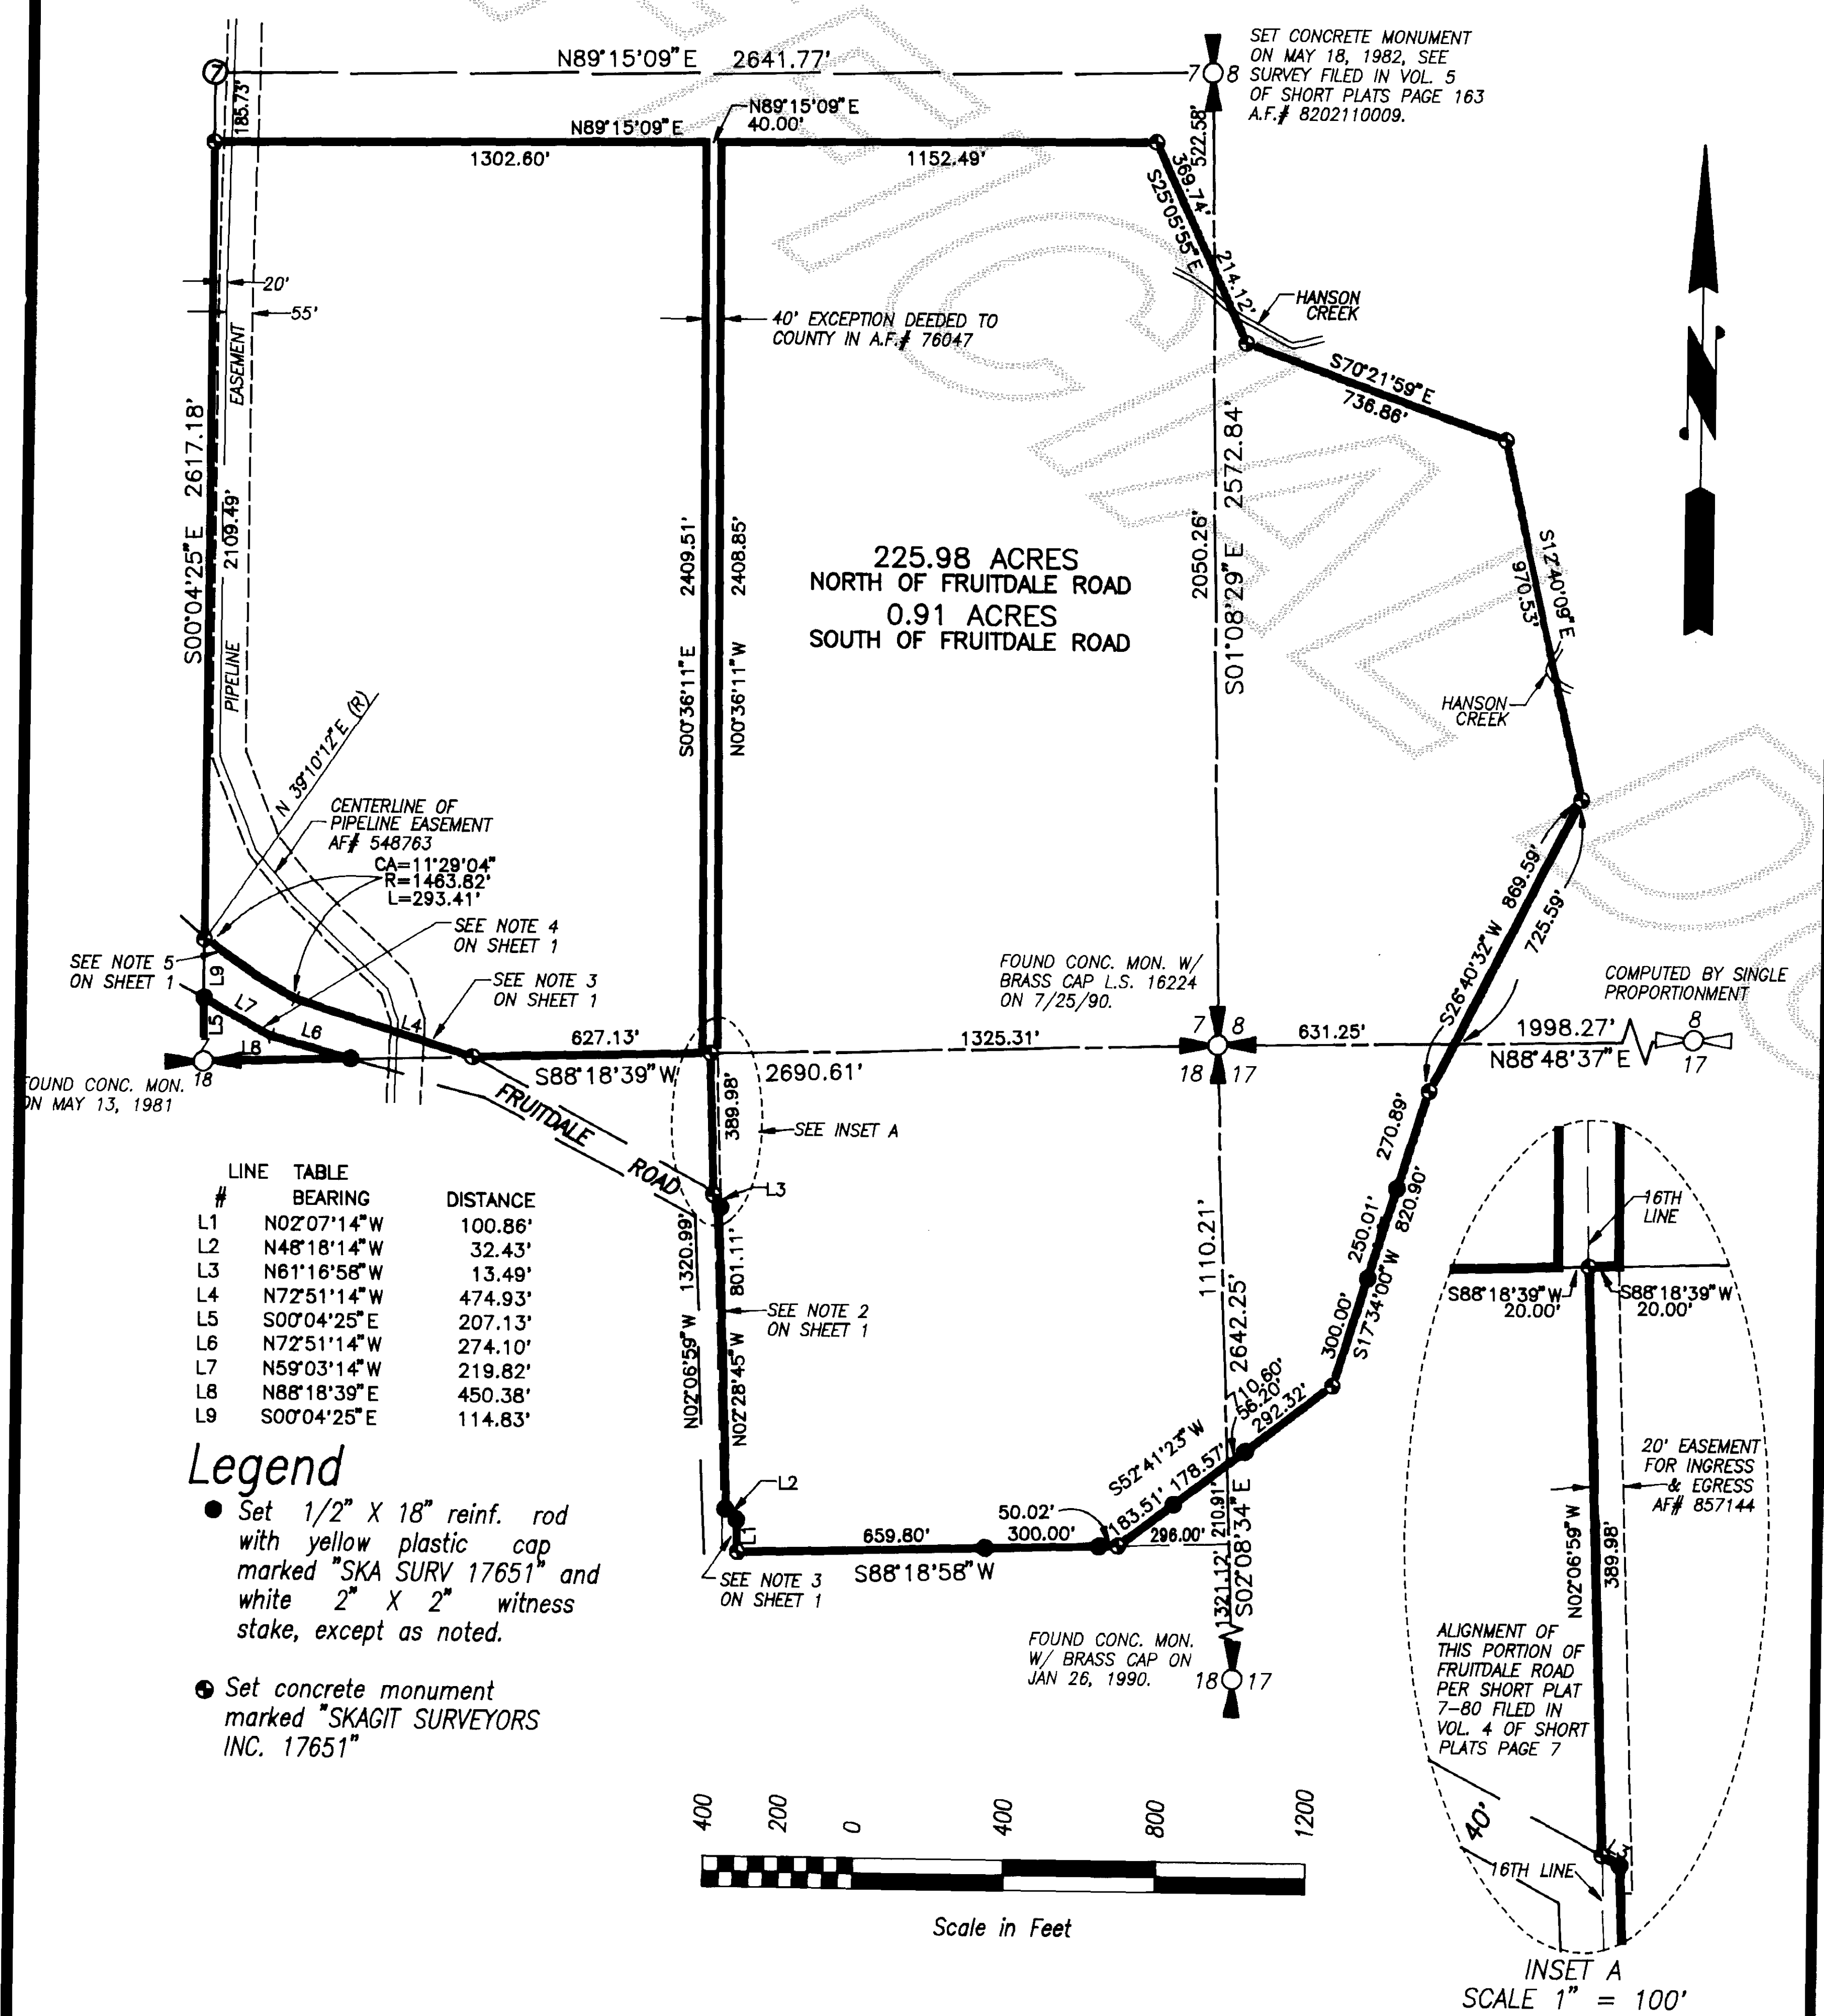 N89°15'09"E 2641.77'
SET CONCRETE MONUMENT
ON MAY 18, 1982, SEE
SURVEY FILED IN VOL. 5
OF SHORT PLATS PAGE 163
A.F.# 8202110009.
7
7 8
185.73'
522.58'
N89°15'09"E
N89°15'09"E
40.00'
1302.60'
1152.49'
369.74'
S25°05'55"E
214.12'
HANSON
CREEK
20'
55'
EASEMENT
40' EXCEPTION DEEDED TO
COUNTY IN A.F.# 76047
S70°21'59"E
736.86'
S00°04'25"E 2617.18'
2109.49'
PIPELINE
S00°36'11"E 2409.51'
N00°36'11"W 2408.85'
225.98 ACRES
NORTH OF FRUITDALE ROAD
0.91 ACRES
SOUTH OF FRUITDALE ROAD
2050.26'
S01°08'29"E 2572.84'
S12°40'09"E
970.53'
HANSON
CREEK
N 39°10'12"E (R)
CENTERLINE OF
PIPELINE EASEMENT
AF# 548763
CA=11°29'04"
R=1463.82'
L=293.41'
SEE NOTE 4
ON SHEET 1
SEE NOTE 5
ON SHEET 1
SEE NOTE 3
ON SHEET 1
L9
L7
L6
L5
L4
L8
FOUND CONC. MON.
ON MAY 13, 1981
7
18
627.13'
S88°18'39"W
2690.61'
1325.31'
FOUND CONC. MON. W/
BRASS CAP L.S. 16224
ON 7/25/90.
7 8
18 17
631.25'
S26°40'32"W 869.59'
725.59'
COMPUTED BY SINGLE
PROPORTIONMENT
1998.27'
N88°48'37"E
8
17
FRUITDALE
ROAD
389.98'
SEE INSET A
L3
LINE TABLE
# BEARING DISTANCE
L1 N02°07'14"W 100.86'
L2 N48°18'14"W 32.43'
L3 N61°16'58"W 13.49'
L4 N72°51'14"W 474.93'
L5 S00°04'25"E 207.13'
L6 N72°51'14"W 274.10'
L7 N59°03'14"W 219.82'
L8 N88°18'39"E 450.38'
L9 S00°04'25"E 114.83'
N02°06'59"W 1320.99'
N02°28'45"W 801.11'
SEE NOTE 2
ON SHEET 1
L2
L1
SEE NOTE 3
ON SHEET 1
659.80'
300.00'
50.02'
S88°18'58"W
1110.21'
2642.25'
S02°08'34"E
270.89'
250.01'
820.90'
300.00'
S17°34'00"W
710.60'
56.20'
292.32'
S52°41'23"W
183.51'
178.57'
296.00'
210.91'
1321.12'
FOUND CONC. MON.
W/ BRASS CAP ON
JAN 26, 1990.
18 17
Legend
Set 1/2" X 18" reinf. rod
with yellow plastic cap
marked "SKA SURV 17651" and
white 2" X 2" witness
stake, except as noted.
Set concrete monument
marked "SKAGIT SURVEYORS
INC. 17651"
400 200 0 400 800 1200
Scale in Feet
16TH
LINE
S88°18'39"W
20.00'
S88°18'39"W
20.00'
20' EASEMENT
FOR INGRESS
& EGRESS
AF# 857144
N02°06'59"W
389.98'
ALIGNMENT OF
THIS PORTION OF
FRUITDALE ROAD
PER SHORT PLAT
7-80 FILED IN
VOL. 4 OF SHORT
PLATS PAGE 7
40'
L3
16TH LINE
INSET A
SCALE 1" = 100'